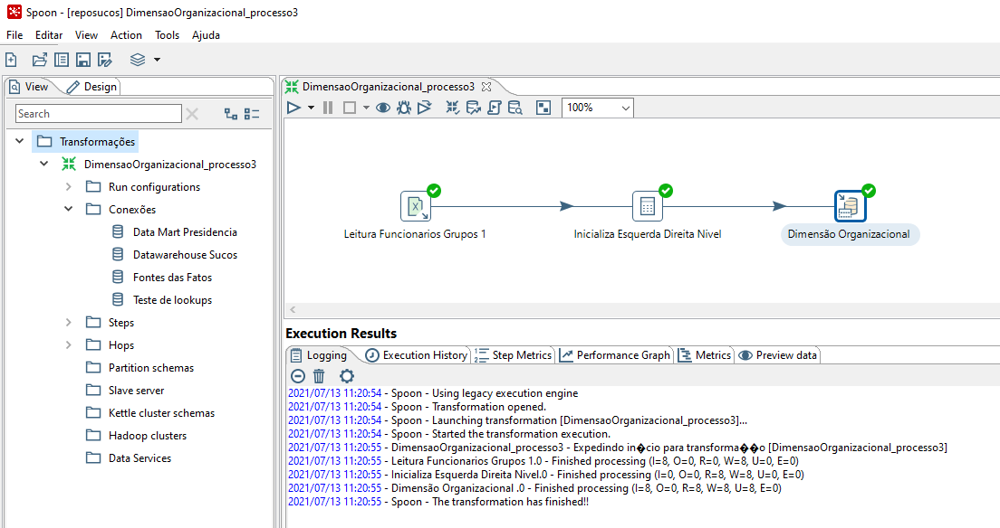 Spoon - [reposucos] DimensaoOrganizacional_processo3
File Editar View Action Tools Ajuda
View Design
Search
Transformações
DimensaoOrganizacional_processo3
Run configurations
Conexões
Data Mart Presidencia
Datawarehouse Sucos
Fontes das Fatos
Teste de lookups
Steps
Hops
Partition schemas
Slave server
Kettle cluster schemas
Hadoop clusters
Data Services
DimensaoOrganizacional_processo3
100%
Leitura Funcionarios Grupos 1 Inicializa Esquerda Direita Nivel Dimensão Organizacional
Execution Results
Logging Execution History Step Metrics Performance Graph Metrics Preview data
2021/07/13 11:20:54 - Spoon - Using legacy execution engine
2021/07/13 11:20:54 - Spoon - Transformation opened.
2021/07/13 11:20:54 - Spoon - Launching transformation [DimensaoOrganizacional_processo3]...
2021/07/13 11:20:54 - Spoon - Started the transformation execution.
2021/07/13 11:20:55 - DimensaoOrganizacional_processo3 - Expedindo in�cio para transforma��o [DimensaoOrganizacional_processo3]
2021/07/13 11:20:55 - Leitura Funcionarios Grupos 1.0 - Finished processing (I=8, O=0, R=0, W=8, U=0, E=0)
2021/07/13 11:20:55 - Inicializa Esquerda Direita Nivel.0 - Finished processing (I=0, O=0, R=8, W=8, U=0, E=0)
2021/07/13 11:20:55 - Dimensão Organizacional .0 - Finished processing (I=8, O=0, R=8, W=8, U=8, E=0)
2021/07/13 11:20:55 - Spoon - The transformation has finished!!